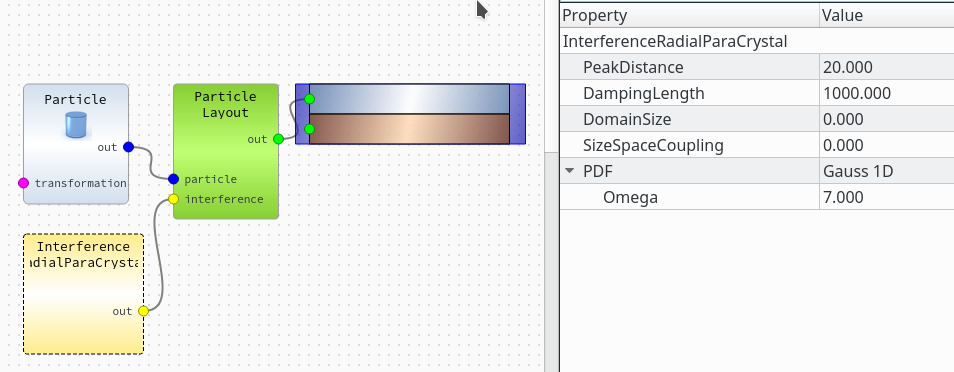 Particle
out
transformation
Interference
adialParaCrysta
out
Particle
Layout
out
particle
interference
Property Value
InterferenceRadialParaCrystal
PeakDistance 20.000
DampingLength 1000.000
DomainSize 0.000
SizeSpaceCoupling 0.000
PDF Gauss 1D
Omega 7.000